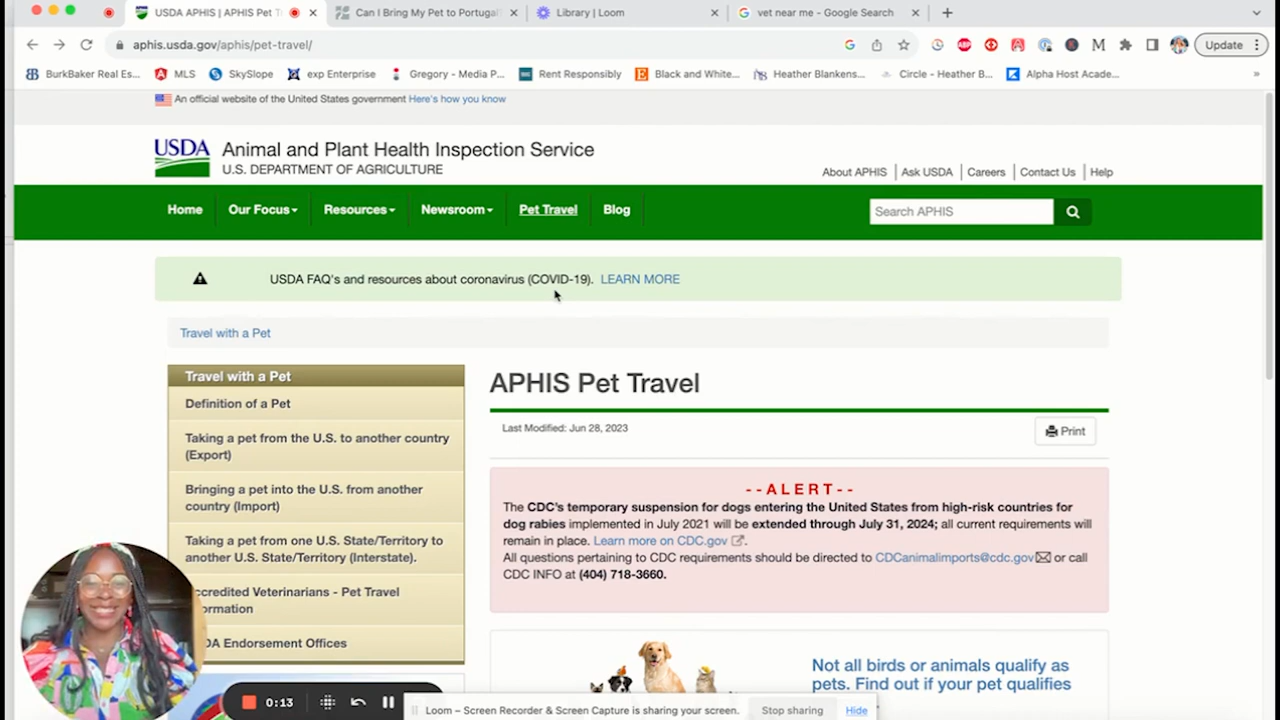 USDA APHIS | APHIS Pet T
Can I Bring My Pet to Portugal
Library | Loom
vet near me - Google Search
aphis.usda.gov/aphis/pet-travel/
Update
BurkBaker Real Es...
MLS
SkySlope
exp Enterprise
Gregory - Media P...
Rent Responsibly
Black and White...
Heather Blankens...
Circle - Heather B...
Alpha Host Acade...
An official website of the United States government Here's how you know
USDA
Animal and Plant Health Inspection Service
U.S. DEPARTMENT OF AGRICULTURE
About APHIS
Ask USDA
Careers
Contact Us
Help
Home
Our Focus
Resources
Newsroom
Pet Travel
Blog
Search APHIS
USDA FAQ's and resources about coronavirus (COVID-19). LEARN MORE
Travel with a Pet
Travel with a Pet
Definition of a Pet
Taking a pet from the U.S. to another country
(Export)
Bringing a pet into the U.S. from another
country (Import)
Taking a pet from one U.S. State/Territory to
another U.S. State/Territory (Interstate).
ccredited Veterinarians - Pet Travel
ormation
DA Endorsement Offices
APHIS Pet Travel
Last Modified: Jun 28, 2023
Print
--ALERT--
The CDC's temporary suspension for dogs entering the United States from high-risk countries for
dog rabies implemented in July 2021 will be extended through July 31, 2024; all current requirements will
remain in place. Learn more on CDC.gov.
All questions pertaining to CDC requirements should be directed to CDCanimalimports@cdc.gov or call
CDC INFO at (404) 718-3660.
Not all birds or animals qualify as
pets. Find out if your pet qualifies
0:13
Loom – Screen Recorder & Screen Capture is sharing your screen.
Stop sharing
Hide